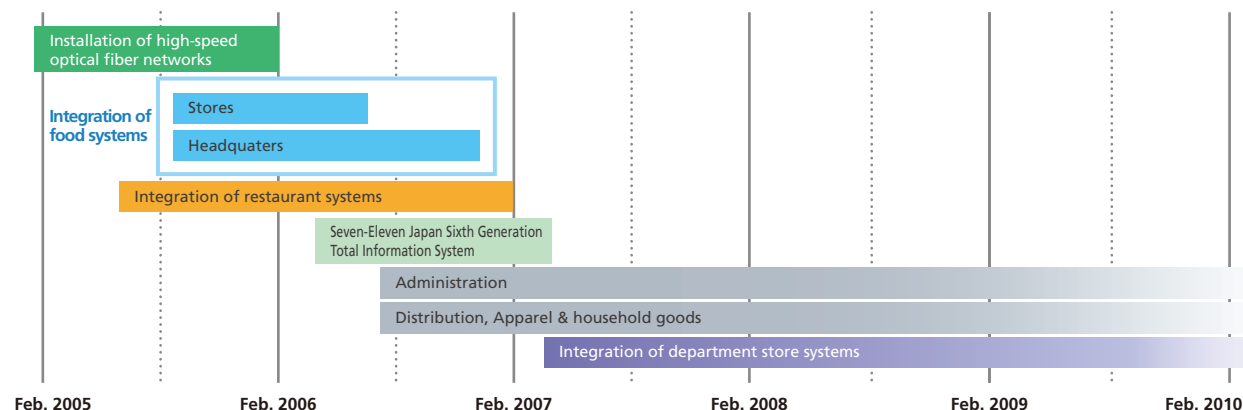 Installation of high-speed
optical fiber networks
Integration of
food systems
Stores
Headquaters
Integration of restaurant systems
Seven-Eleven Japan Sixth Generation
Total Information System
Administration
Distribution, Apparel & household goods
Integration of department store systems
Feb. 2005
Feb. 2006
Feb. 2007
Feb. 2008
Feb. 2009
Feb. 2010